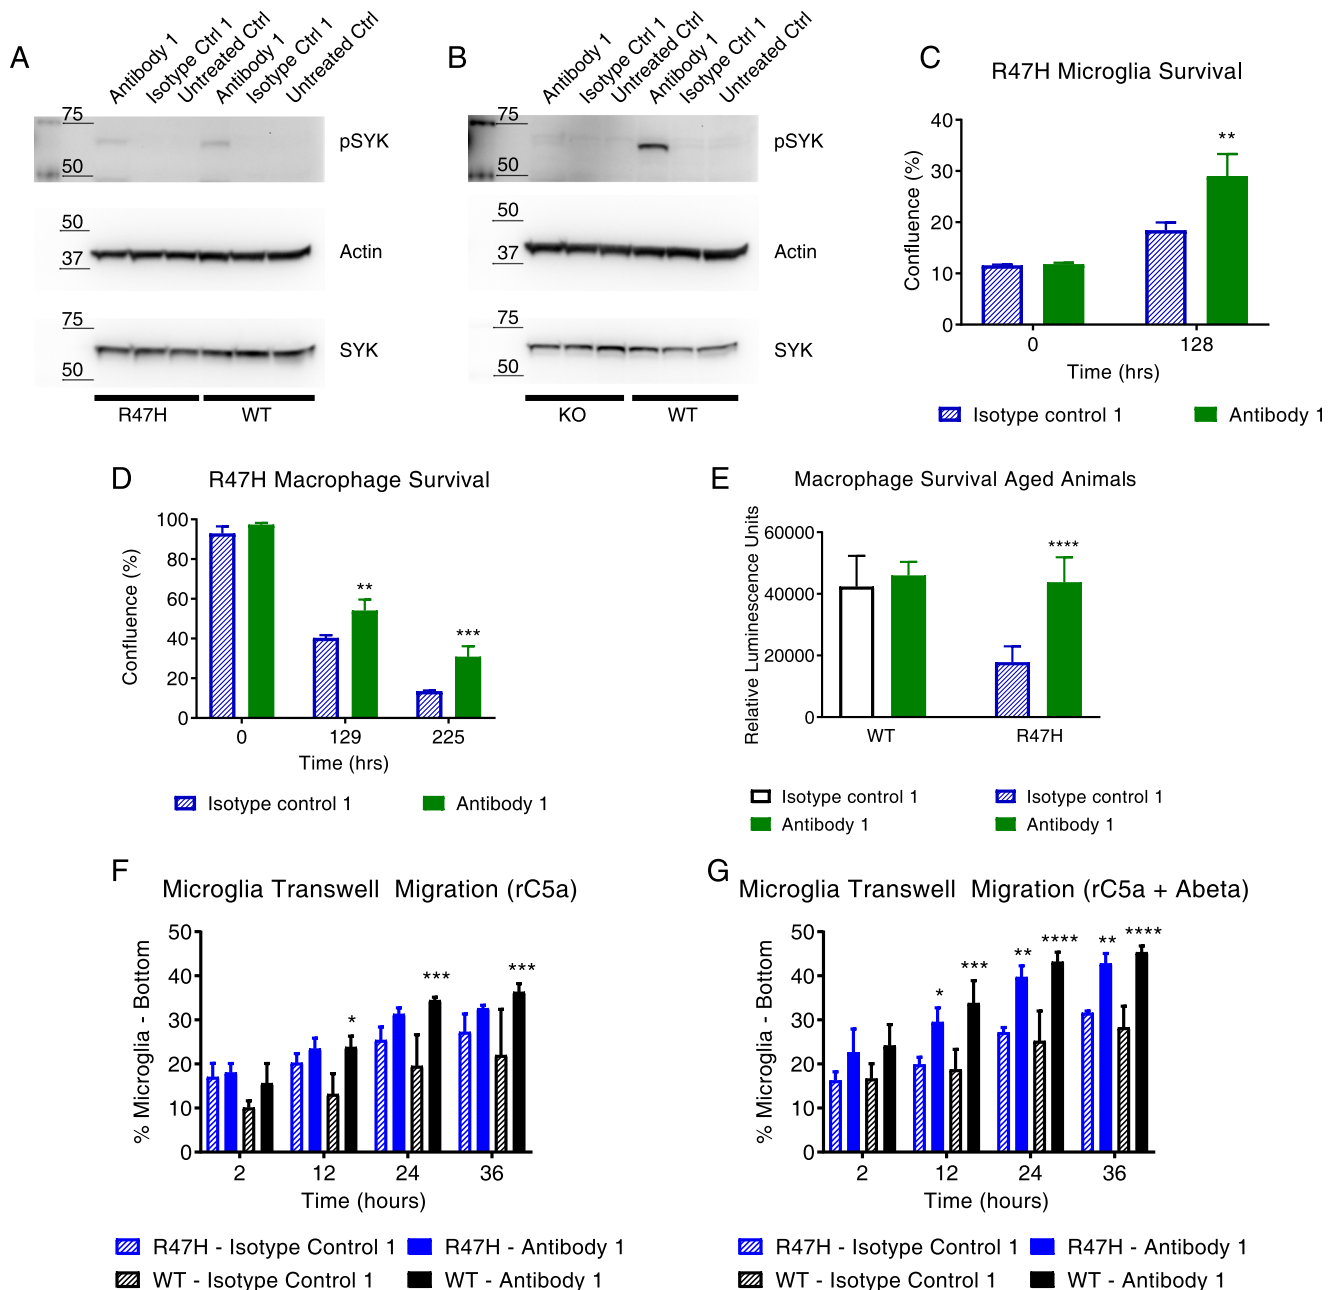 A
Antibody 1
Isotype Ctrl 1
Untreated Ctrl
Antibody 1
Isotype Ctrl 1
Untreated Ctrl
75
50
pSYK
50
37
Actin
75
50
SYK
R47H WT
B
Antibody 1
Isotype Ctrl 1
Untreated Ctrl
Antibody 1
Isotype Ctrl 1
Untreated Ctrl
75
50
pSYK
50
37
Actin
75
50
SYK
KO WT
C
R47H Microglia Survival
Confluence (%)
40
30
20
10
0
**
0 128
Time (hrs)
Isotype control 1 Antibody 1
D
R47H Macrophage Survival
Confluence (%)
100
80
60
40
20
0
**
***
0 129 225
Time (hrs)
Isotype control 1 Antibody 1
E
Macrophage Survival Aged Animals
Relative Luminescence Units
60000
40000
20000
0
****
WT R47H
Isotype control 1 Isotype control 1
Antibody 1 Antibody 1
F
Microglia Transwell Migration (rC5a)
% Microglia - Bottom
50
40
30
20
10
0
* *** ***
2 12 24 36
Time (hours)
R47H - Isotype Control 1 R47H - Antibody 1
WT - Isotype Control 1 WT - Antibody 1
G
Microglia Transwell Migration (rC5a + Abeta)
% Microglia - Bottom
50
40
30
20
10
0
* *** ** **** ** ****
2 12 24 36
Time (hours)
R47H - Isotype Control 1 R47H - Antibody 1
WT - Isotype Control 1 WT - Antibody 1